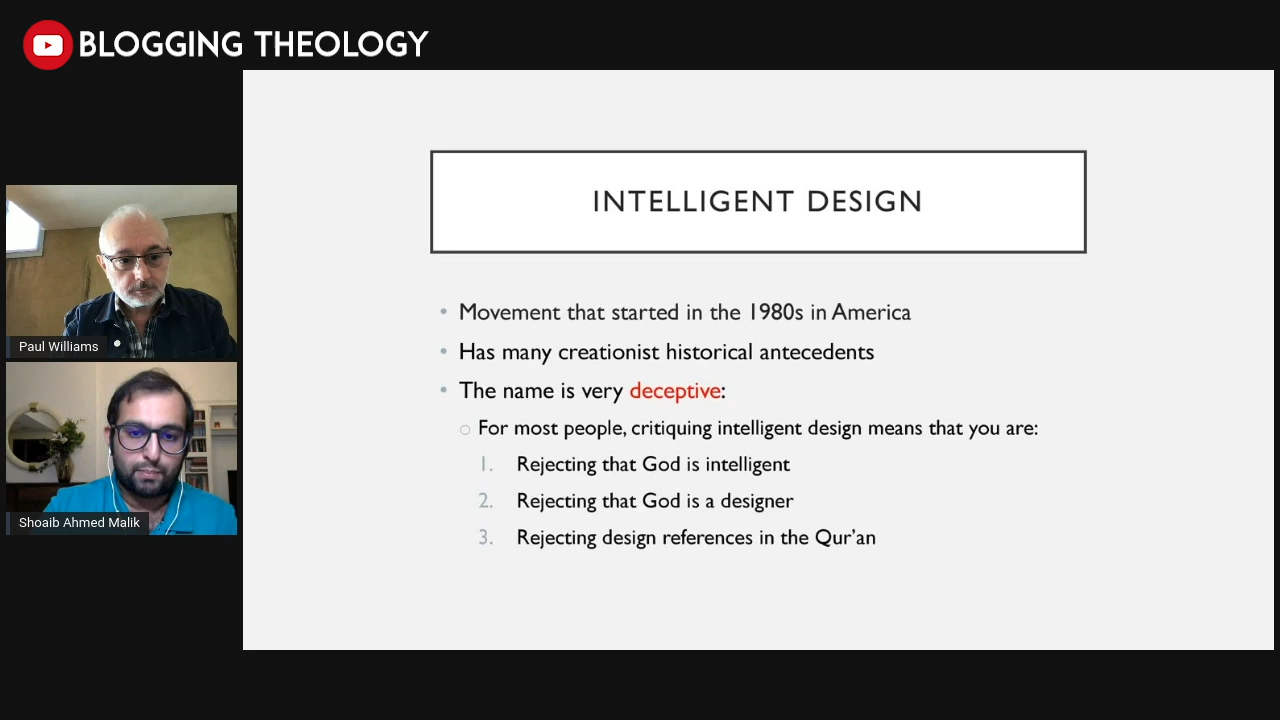 BLOGGING THEOLOGY
INTELLIGENT DESIGN
• Movement that started in the 1980s in America
• Has many creationist historical antecedents
• The name is very deceptive:
○ For most people, critiquing intelligent design means that you are:
1. Rejecting that God is intelligent
2. Rejecting that God is a designer
3. Rejecting design references in the Qur’an
Paul Williams
Shoaib Ahmed Malik